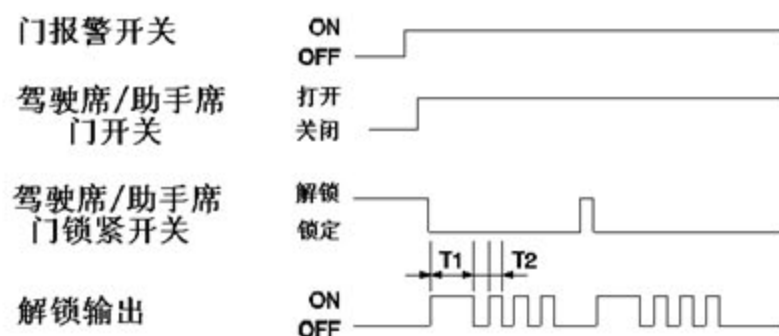 门报警开关
ON
OFF
驾驶席/助手席
门开关
打开
关闭
驾驶席/助手席
门锁紧开关
解锁
锁定
T1
T2
解锁输出
ON
OFF